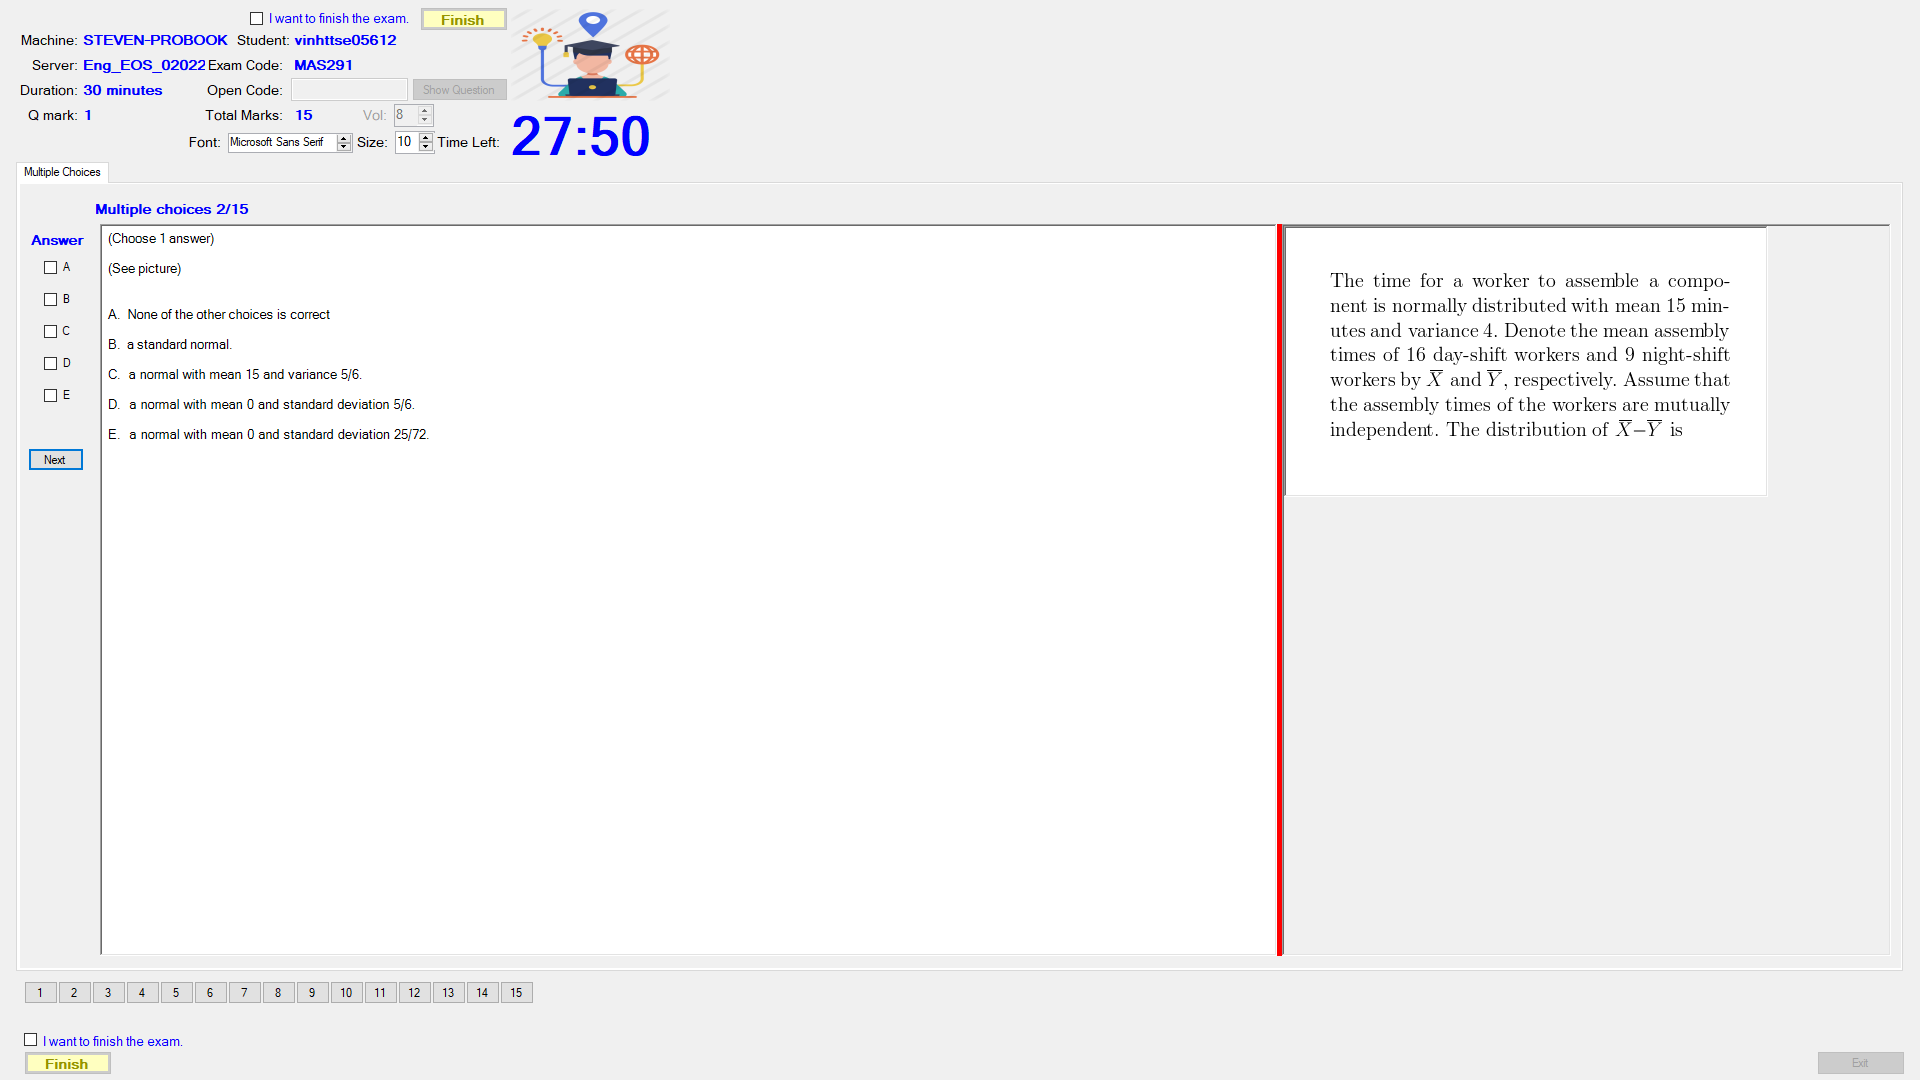 I want to finish the exam. Finish
Machine: STEVEN-PROBOOK Student: vinhttse05612
Server: Eng_EOS_02022 Exam Code: MAS291
Duration: 30 minutes Open Code: Show Question
Q mark: 1 Total Marks: 15 Vol: 8
Font: Microsoft Sans Serif Size: 10 Time Left: 27:50
Multiple Choices
Multiple choices 2/15
Answer
A
B
C
D
E
Next
(Choose 1 answer)
(See picture)
A. None of the other choices is correct
B. a standard normal.
C. a normal with mean 15 and variance 5/6.
D. a normal with mean 0 and standard deviation 5/6.
E. a normal with mean 0 and standard deviation 25/72.
The time for a worker to assemble a compo-
nent is normally distributed with mean 15 min-
utes and variance 4. Denote the mean assembly
times of 16 day-shift workers and 9 night-shift
workers by X̅ and Y̅, respectively. Assume that
the assembly times of the workers are mutually
independent. The distribution of X̅−Y̅ is
1 2 3 4 5 6 7 8 9 10 11 12 13 14 15
I want to finish the exam.
Finish
Exit